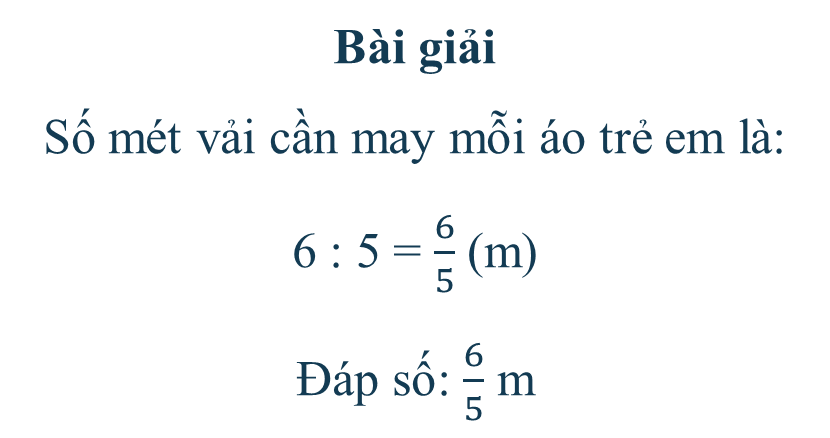 Bài giải
Số mét vải cần may mỗi áo trẻ em là:
6 : 5 = 6/5 (m)
Đáp số: 6/5 m